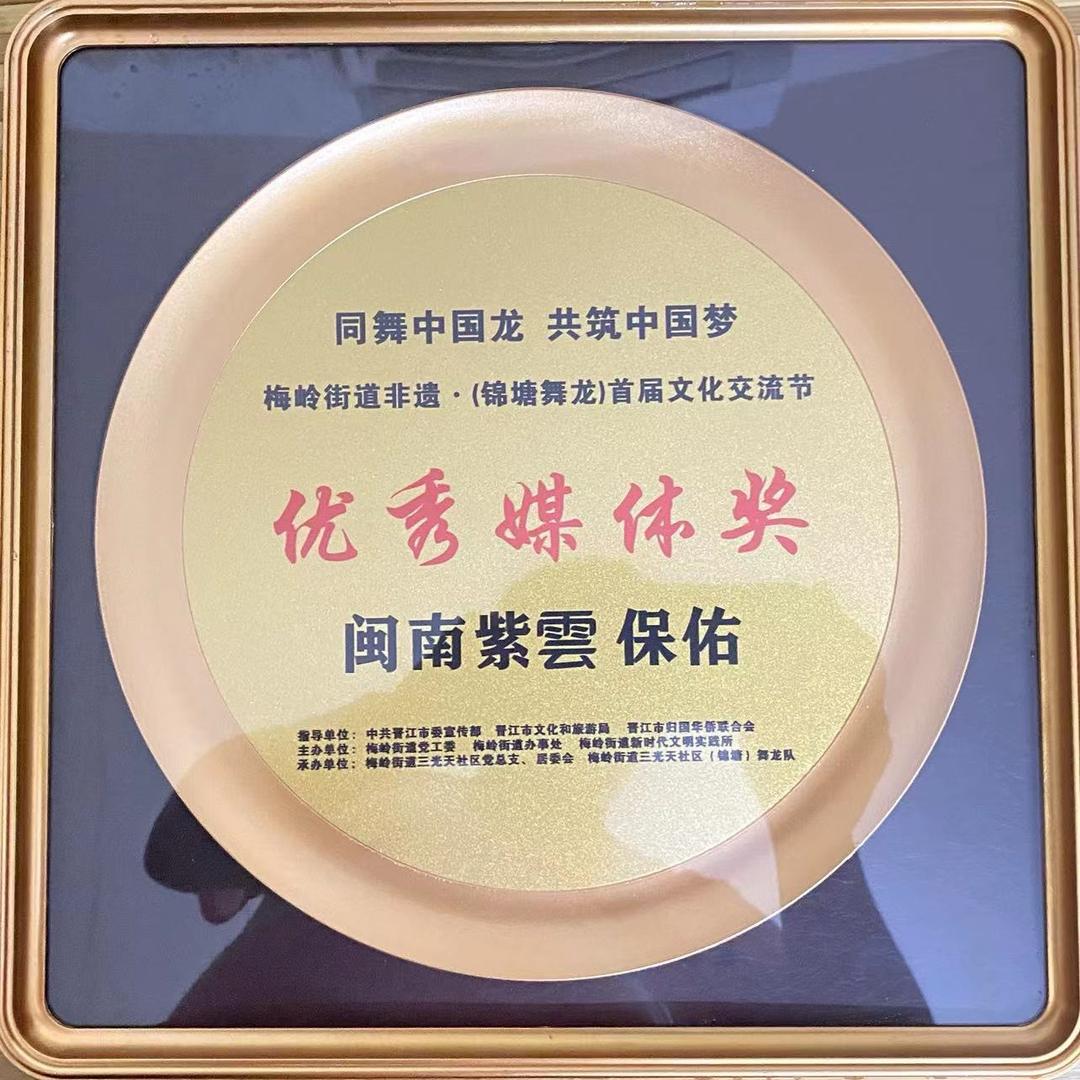 同舞中国龙 共筑中国梦
梅岭街道非遗·(锦塘舞龙)首届文化交流节
优秀媒体奖
闽南紫雲 保佑
指导单位：中共晋江市委宣传部 晋江市文化和旅游局 晋江市归国华侨联合会
主办单位：梅岭街道党工委 梅岭街道办事处 梅岭街道新时代文明实践所
承办单位：梅岭街道三光天社区党总支、居委会 梅岭街道三光天社区（锦塘）舞龙队